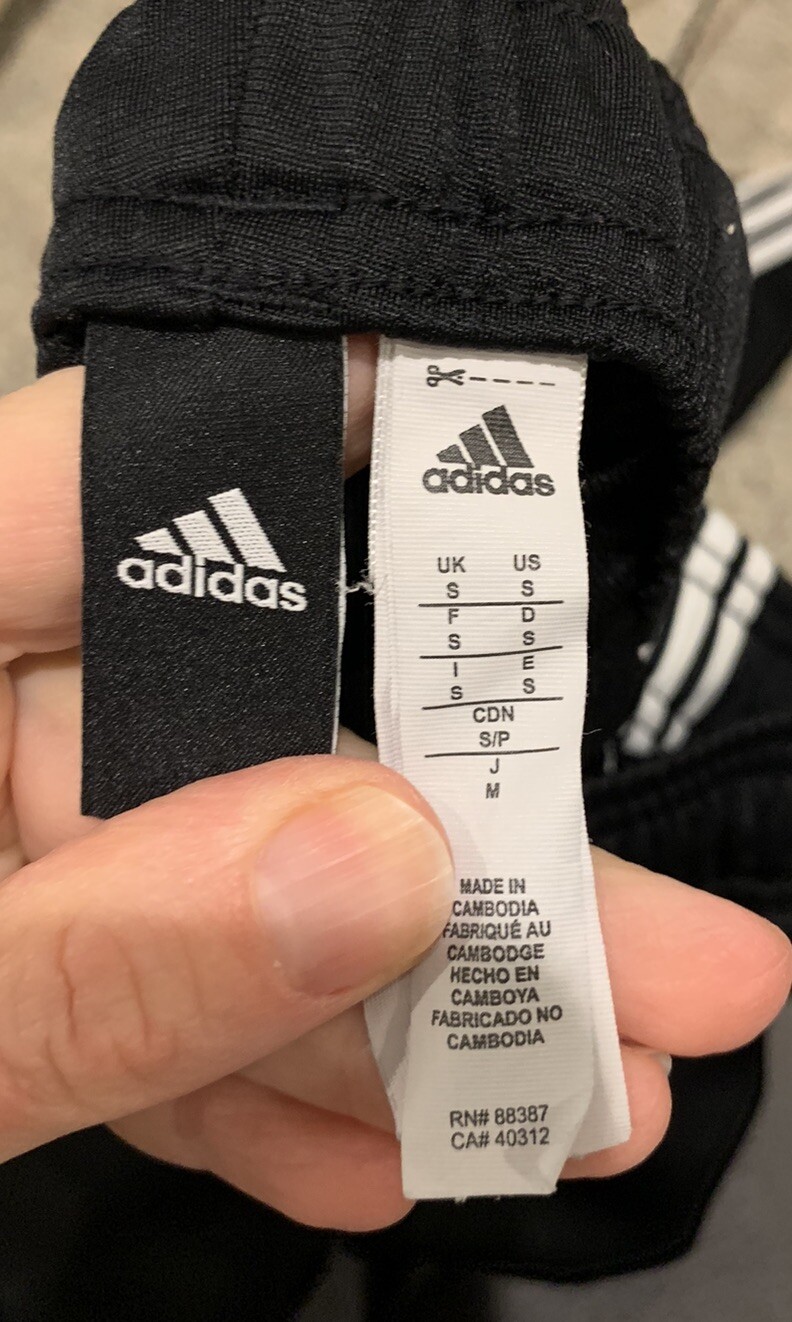 adidas
adidas
UK US
S S
F D
S S
I E
S S
CDN
S/P
J
M
MADE IN
CAMBODIA
FABRIQUÉ AU
CAMBODGE
HECHO EN
CAMBOYA
FABRICADO NO
CAMBODIA
RN# 88387
CA# 40312